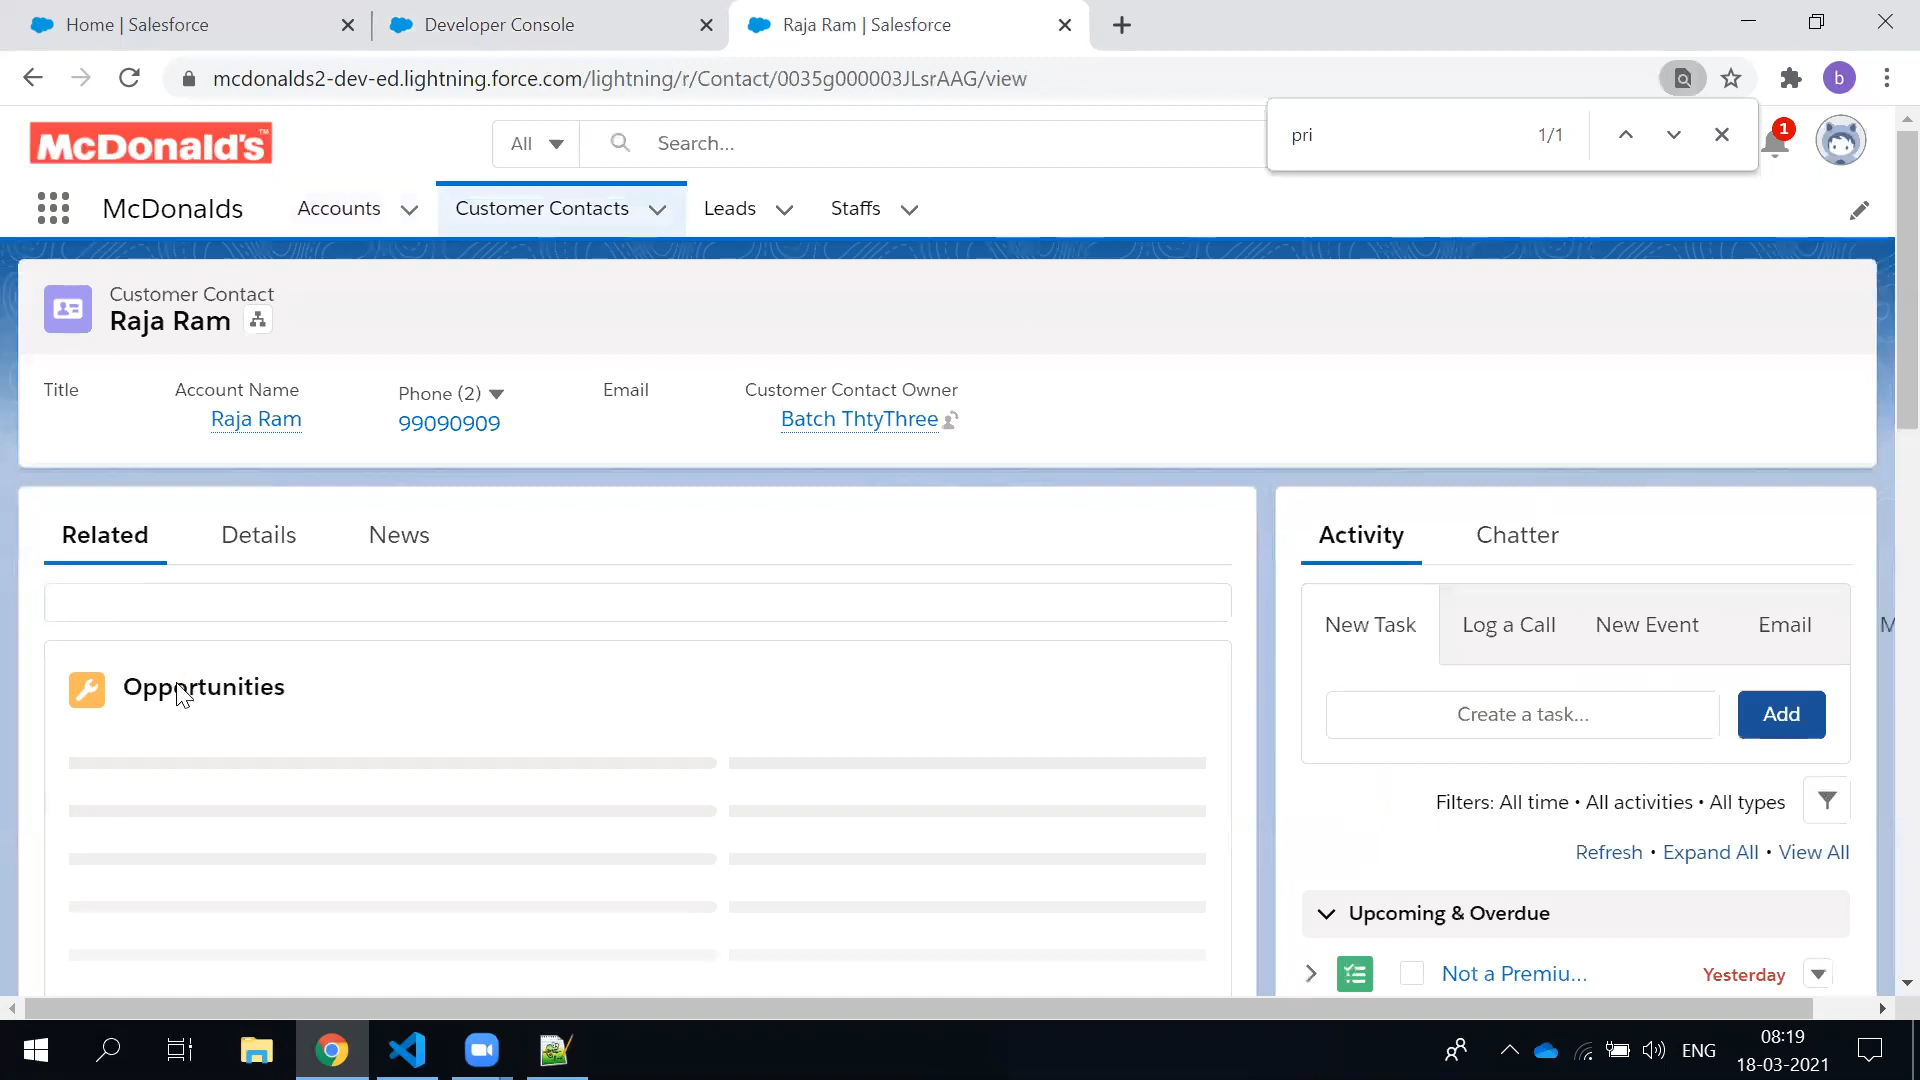 Home | Salesforce
Developer Console
Raja Ram | Salesforce
mcdonalds2-dev-ed.lightning.force.com/lightning/r/Contact/0035g000003JLsrAAG/view
b
pri
1/1
McDonald's™
All
Search...
1
McDonalds
Accounts
Customer Contacts
Leads
Staffs
Customer Contact
Raja Ram
Title
Account Name
Phone (2)
Email
Customer Contact Owner
Raja Ram
99090909
Batch ThtyThree
Related
Details
News
Activity
Chatter
New Task
Log a Call
New Event
Email
M
Opportunities
Create a task...
Add
Filters: All time • All activities • All types
Refresh • Expand All • View All
Upcoming & Overdue
Not a Premiu...
Yesterday
ENG
08:19
18-03-2021